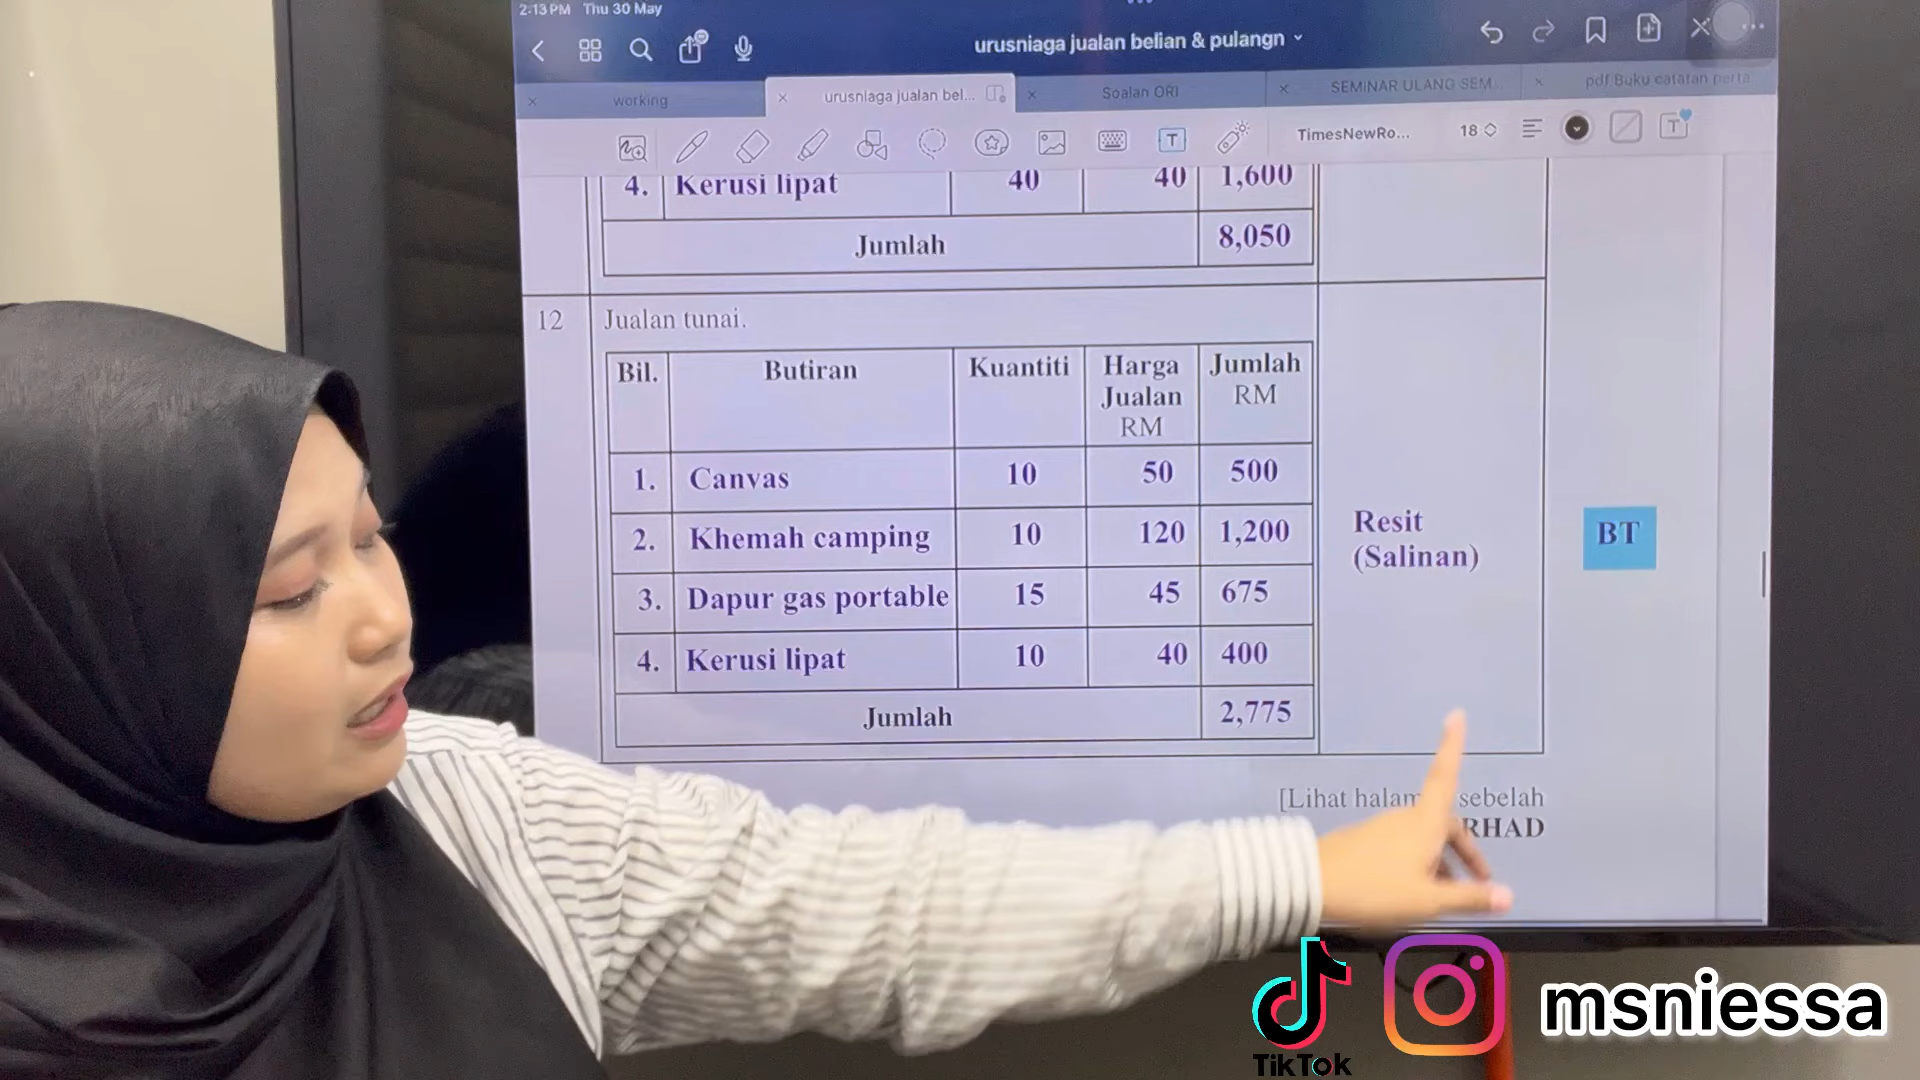 2:13 PM Thu 30 May
urusniaga jualan belian & pulangn
working
urusniaga jualan bel...
Soalan ORI
SEMINAR ULANG SEM
pdf Buku catatan perta
TimesNewRo...
18
4. Kerusi lipat 40 40 1,600
Jumlah 8,050
12 Jualan tunai.
Bil. Butiran Kuantiti Harga Jualan RM Jumlah RM
1. Canvas 10 50 500
2. Khemah camping 10 120 1,200
3. Dapur gas portable 15 45 675
4. Kerusi lipat 10 40 400
Jumlah 2,775
Resit
(Salinan)
BT
[Lihat halam sebelah
RHAD
TikTok
msniessa